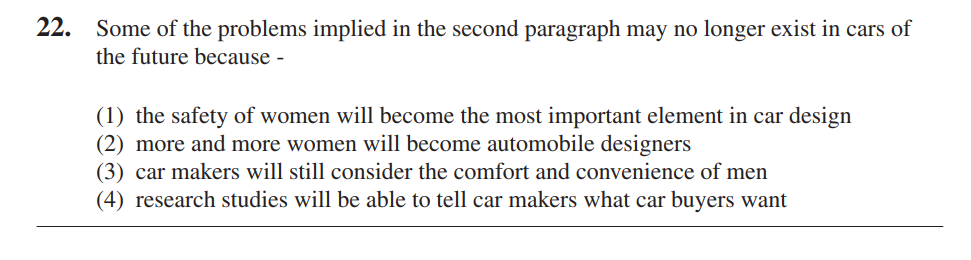 22. Some of the problems implied in the second paragraph may no longer exist in cars of
the future because -
(1) the safety of women will become the most important element in car design
(2) more and more women will become automobile designers
(3) car makers will still consider the comfort and convenience of men
(4) research studies will be able to tell car makers what car buyers want